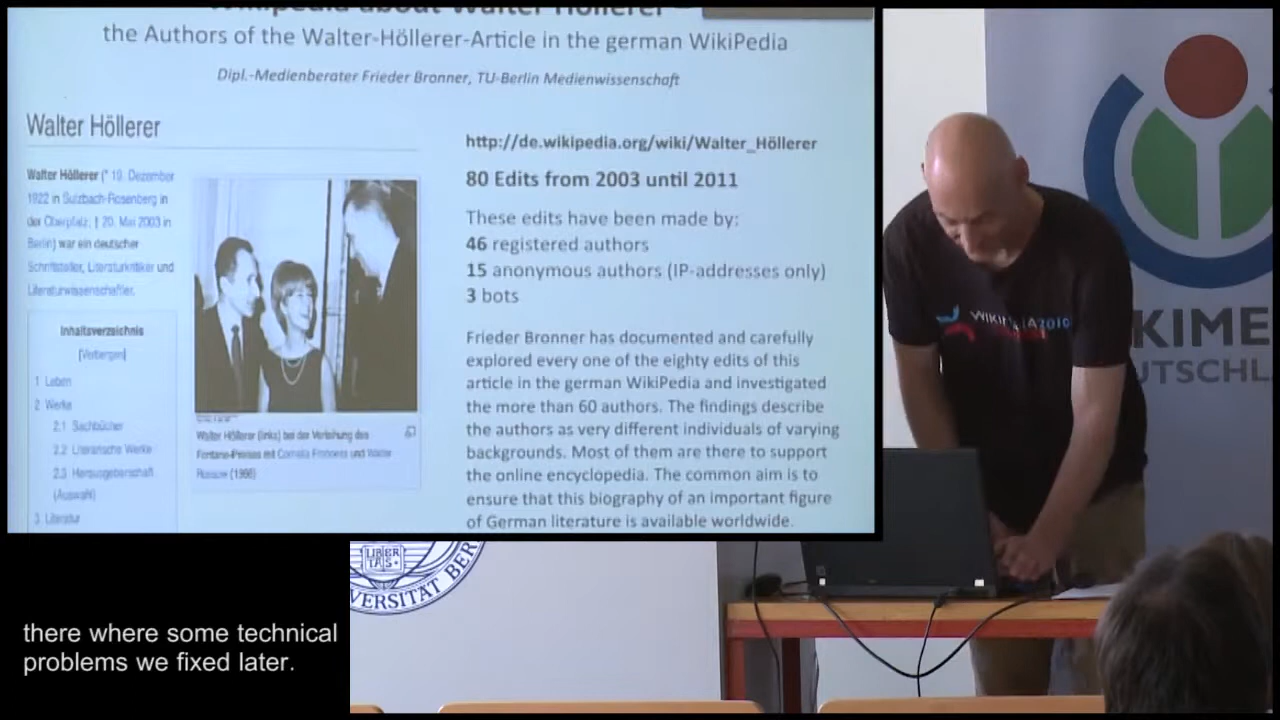 Wikipedia about Walter Höllerer
the Authors of the Walter-Höllerer-Article in the german WikiPedia
Dipl.-Medienberater Frieder Bronner, TU-Berlin Medienwissenschaft
Walter Höllerer
Walter Höllerer (* 19. Dezember
1922 in Sulzbach-Rosenberg in
der Oberpfalz; † 20. Mai 2003 in
Berlin) war ein deutscher
Schriftsteller, Literaturkritiker und
Literaturwissenschaftler.
Inhaltsverzeichnis
[Verbergen]
1 Leben
2 Werke
2.1 Sachbücher
2.2 Literarische Werke
2.3 Herausgeberschaft
(Auswahl)
3 Literatur
Walter Höllerer (links) bei der Verleihung des
Fontane-Preises mit Cornelia und Walter
(1966)
http://de.wikipedia.org/wiki/Walter_Höllerer
80 Edits from 2003 until 2011
These edits have been made by:
46 registered authors
15 anonymous authors (IP-addresses only)
3 bots
Frieder Bronner has documented and carefully
explored every one of the eighty edits of this
article in the german WikiPedia and investigated
the more than 60 authors. The findings describe
the authors as very different individuals of varying
backgrounds. Most of them are there to support
the online encyclopedia. The common aim is to
ensure that this biography of an important figure
of German literature is available worldwide.
WIKIMANIA2010
KIME
UTSCHL
LIBER
TAS
VERSITÄT BER
there where some technical
problems we fixed later.